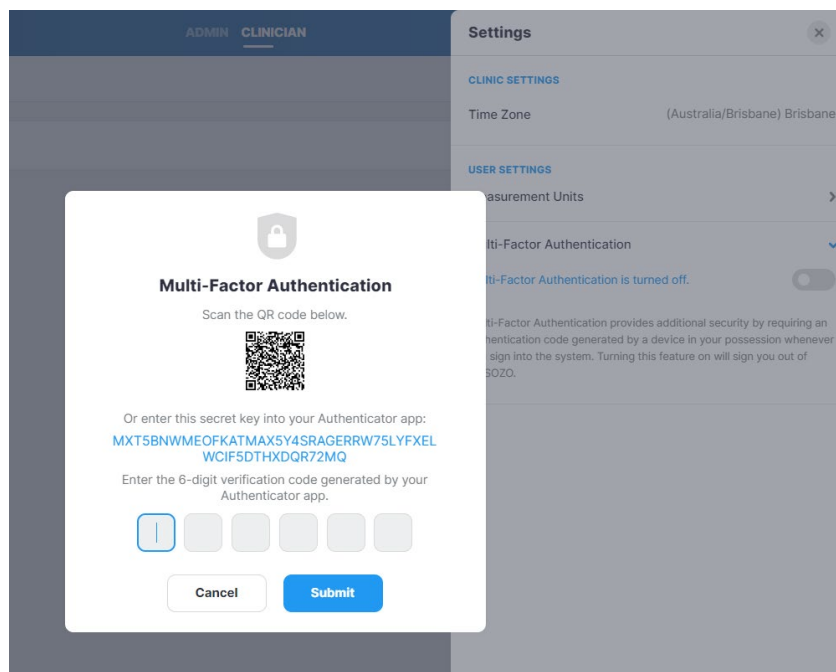 ADMIN CLINICIAN
Settings
CLINIC SETTINGS
Time Zone (Australia/Brisbane) Brisbane
USER SETTINGS
easurement Units
lti-Factor Authentication
lti-Factor Authentication is turned off.
ti-Factor Authentication provides additional security by requiring an
hentication code generated by a device in your possession whenever
sign into the system. Turning this feature on will sign you out of
SOZO.
Multi-Factor Authentication
Scan the QR code below.
Or enter this secret key into your Authenticator app:
MXT5BNWMEOFKATMAX5Y4SRAGERRW75LYFXEL
WCIF5DTHXDQR72MQ
Enter the 6-digit verification code generated by your
Authenticator app.
Cancel Submit